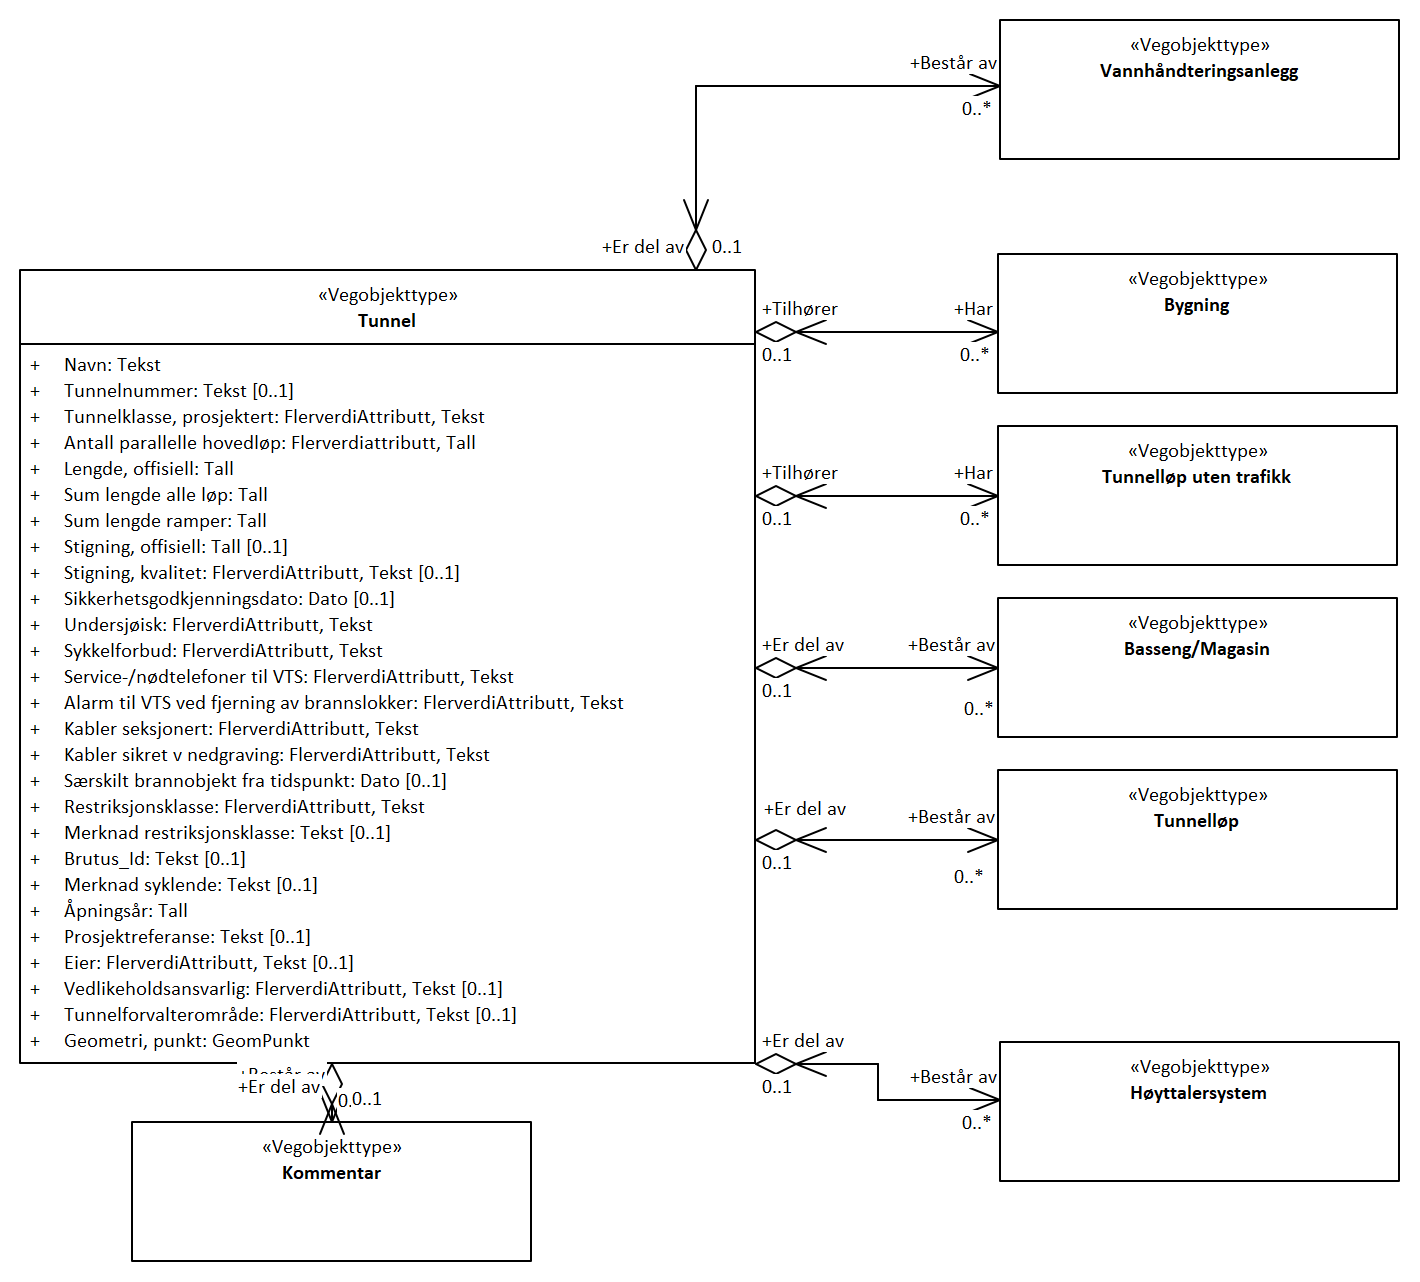 «Vegobjekttype»
Vannhåndteringsanlegg
+Består av
0..*
+Er del av
0..1
«Vegobjekttype»
Tunnel
+ Navn: Tekst
+ Tunnelnummer: Tekst [0..1]
+ Tunnelklasse, prosjektert: FlerverdiAttributt, Tekst
+ Antall parallelle hovedløp: Flerverdiattributt, Tall
+ Lengde, offisiell: Tall
+ Sum lengde alle løp: Tall
+ Sum lengde ramper: Tall
+ Stigning, offisiell: Tall [0..1]
+ Stigning, kvalitet: FlerverdiAttributt, Tekst [0..1]
+ Sikkerhetsgodkjenningsdato: Dato [0..1]
+ Undersjøisk: FlerverdiAttributt, Tekst
+ Sykkelforbud: FlerverdiAttributt, Tekst
+ Service-/nødtelefoner til VTS: FlerverdiAttributt, Tekst
+ Alarm til VTS ved fjerning av brannslokker: FlerverdiAttributt, Tekst
+ Kabler seksjonert: FlerverdiAttributt, Tekst
+ Kabler sikret v nedgraving: FlerverdiAttributt, Tekst
+ Særskilt brannobjekt fra tidspunkt: Dato [0..1]
+ Restriksjonsklasse: FlerverdiAttributt, Tekst
+ Merknad restriksjonsklasse: Tekst [0..1]
+ Brutus_Id: Tekst [0..1]
+ Merknad syklende: Tekst [0..1]
+ Åpningsår: Tall
+ Prosjektreferanse: Tekst [0..1]
+ Eier: FlerverdiAttributt, Tekst [0..1]
+ Vedlikeholdsansvarlig: FlerverdiAttributt, Tekst [0..1]
+ Tunnelforvalterområde: FlerverdiAttributt, Tekst [0..1]
+ Geometri, punkt: GeomPunkt
+Tilhører
0..1
+Har
0..*
«Vegobjekttype»
Bygning
+Tilhører
0..1
+Har
0..*
«Vegobjekttype»
Tunnelløp uten trafikk
+Er del av
0..1
+Består av
0..*
«Vegobjekttype»
Basseng/Magasin
+Er del av
0..1
+Består av
0..*
«Vegobjekttype»
Tunnelløp
+Er del av
0..1
+Består av
0..*
«Vegobjekttype»
Høyttalersystem
+Består av
+Er del av
0..1
«Vegobjekttype»
Kommentar